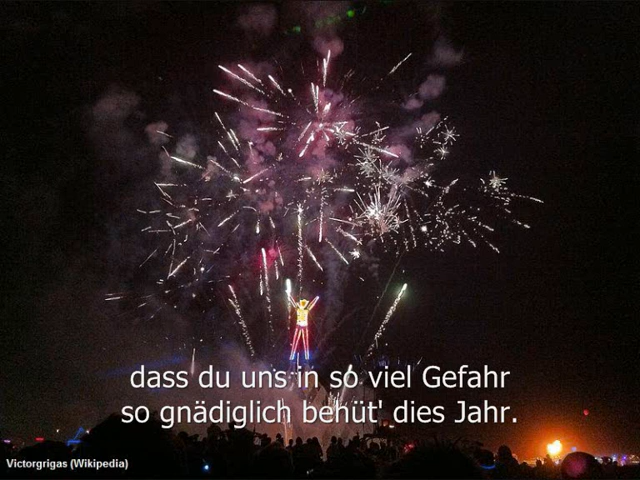 dass du uns in so viel Gefahr
so gnädiglich behüt' dies Jahr.
Victorgrigas (Wikipedia)